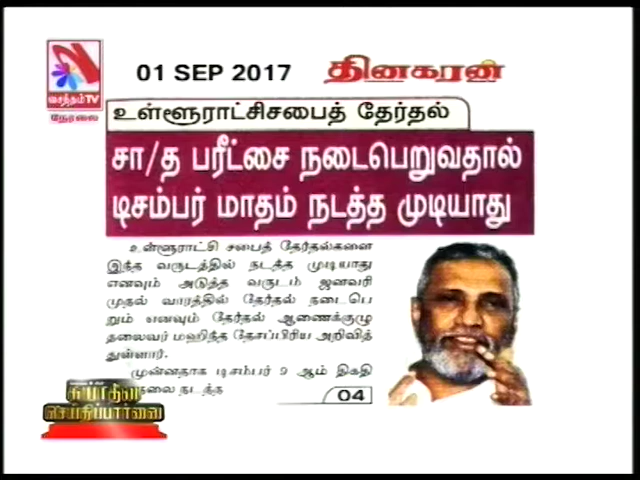 வசந்தம்TV
நேரலை
01 SEP 2017
தினகரன்
உள்ளூராட்சிசபைத் தேர்தல்
சா/த பரீட்சை நடைபெறுவதால்
டிசம்பர் மாதம் நடத்த முடியாது
உள்ளூராட்சி சபைத் தேர்தல்களை
இந்த வருடத்தில் நடத்த முடியாது
எனவும் அடுத்த வருடம் ஜனவரி
முதல் வாரத்தில் தேர்தல் நடைபெ
றும் எனவும் தேர்தல் ஆணைக்குழு
தலைவர் மஹிந்த தேசப்பிரிய அறிவித்
துள்ளார்.
முன்னதாக டிசம்பர் 9 ஆம் திகதி
நடத்த
04
செய்திப்பார்வை